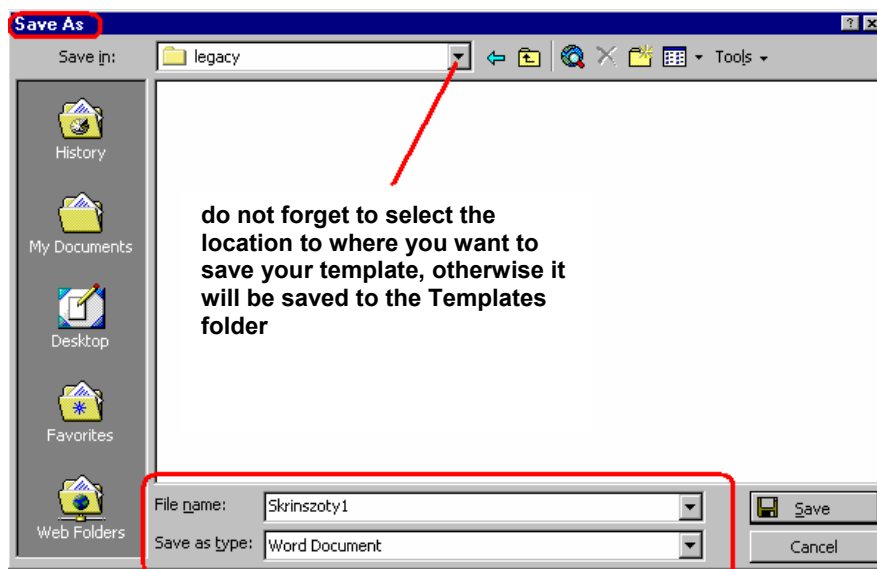 Save As
Save in:
legacy
Tools
History
My Documents
Desktop
Favorites
Web Folders
do not forget to select the
location to where you want to
save your template, otherwise it
will be saved to the Templates
folder
File name:
Skrinszoty1
Save
Save as type:
Word Document
Cancel